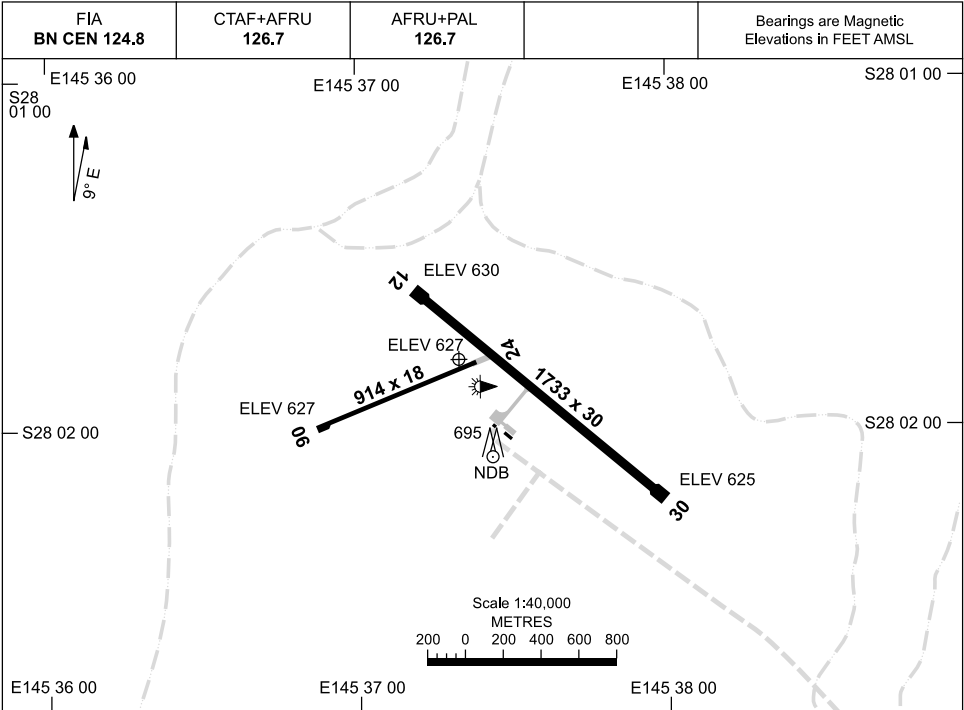 FIA
BN CEN 124.8
CTAF+AFRU
126.7
AFRU+PAL
126.7
Bearings are Magnetic
Elevations in FEET AMSL
E145 36 00
E145 37 00
E145 38 00
S28 01 00
S28
01 00
9° E
12
ELEV 630
ELEV 627
24
914 x 18
1733 x 30
ELEV 627
06
695
NDB
S28 02 00
S28 02 00
ELEV 625
30
Scale 1:40,000
METRES
200 0 200 400 600 800
E145 36 00
E145 37 00
E145 38 00